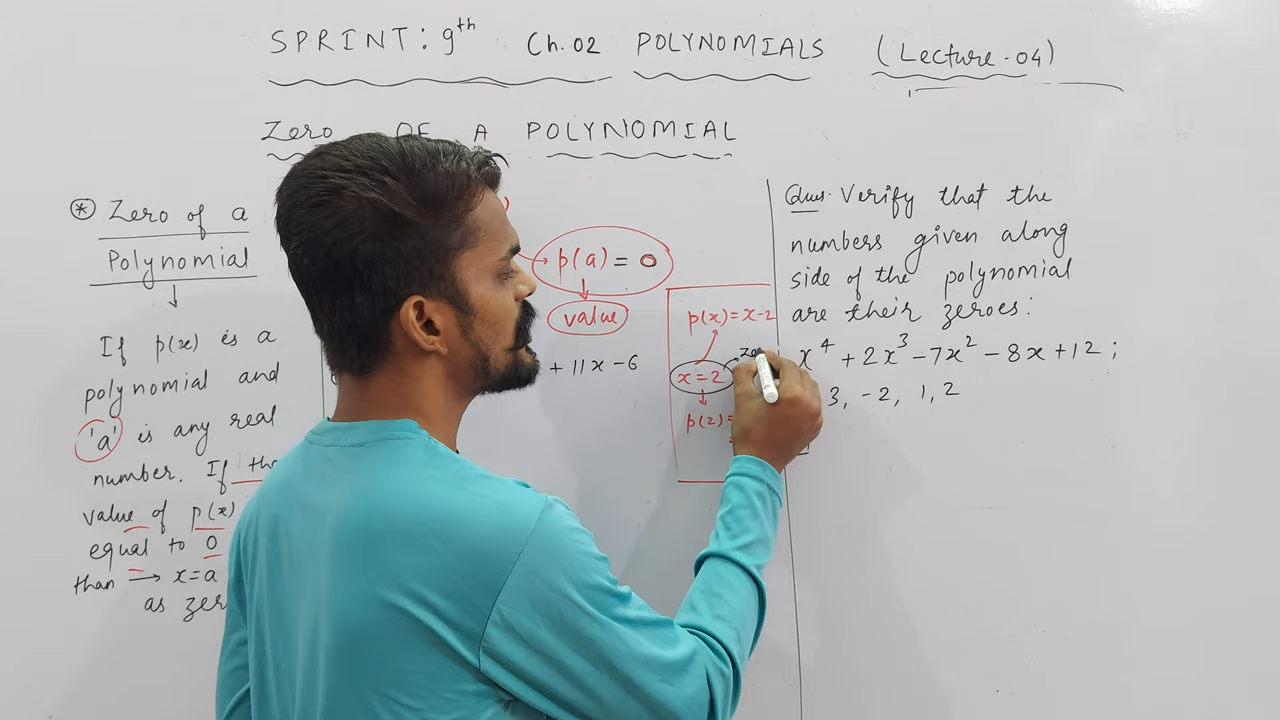 SPRINT: 9th Ch. 02 POLYNOMIALS (Lecture-04)
Zero OF A POLYNOMIAL
* Zero of a
Polynomial
↓
If p(x) is a
polynomial and
'a' is any real
number. If the
value of p(x)
equal to 0
than → x=a
as
p(a) = 0
↓
value
+ 11x - 6
p(x) = x-2
x=2
↓
p(2)=
Ques. Verify that the
numbers given along
side of the polynomial
are their zeroes:
x⁴ + 2x³ - 7x² - 8x + 12 ;
3, -2, 1, 2